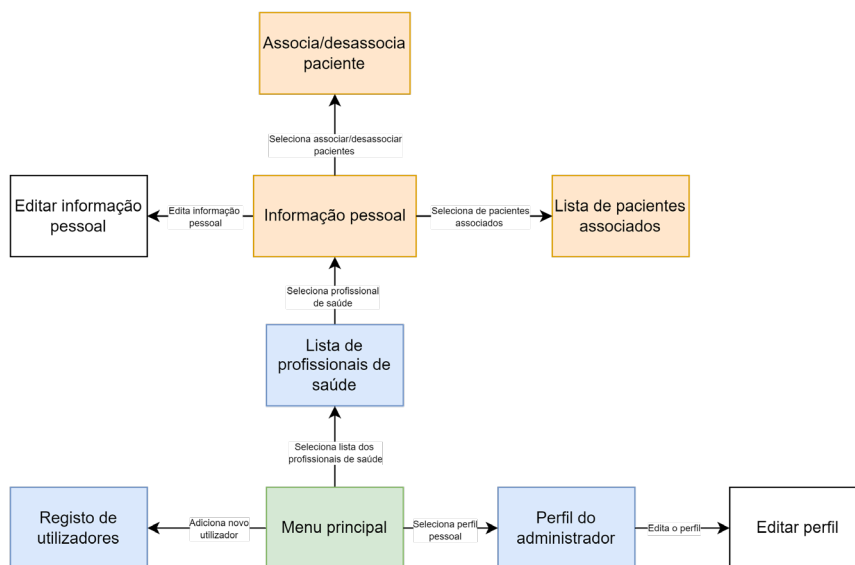 Associa/desassocia
paciente
Seleciona associar/desassociar
pacientes
Editar informação
pessoal
Edita informação
pessoal
Informação pessoal
Seleciona de pacientes
associados
Lista de pacientes
associados
Seleciona profissional
de saúde
Lista de
profissionais de
saúde
Seleciona lista dos
profissionais de saúde
Registo de
utilizadores
Adiciona novo
utilizador
Menu principal
Seleciona perfil
pessoal
Perfil do
administrador
Edita o perfil
Editar perfil